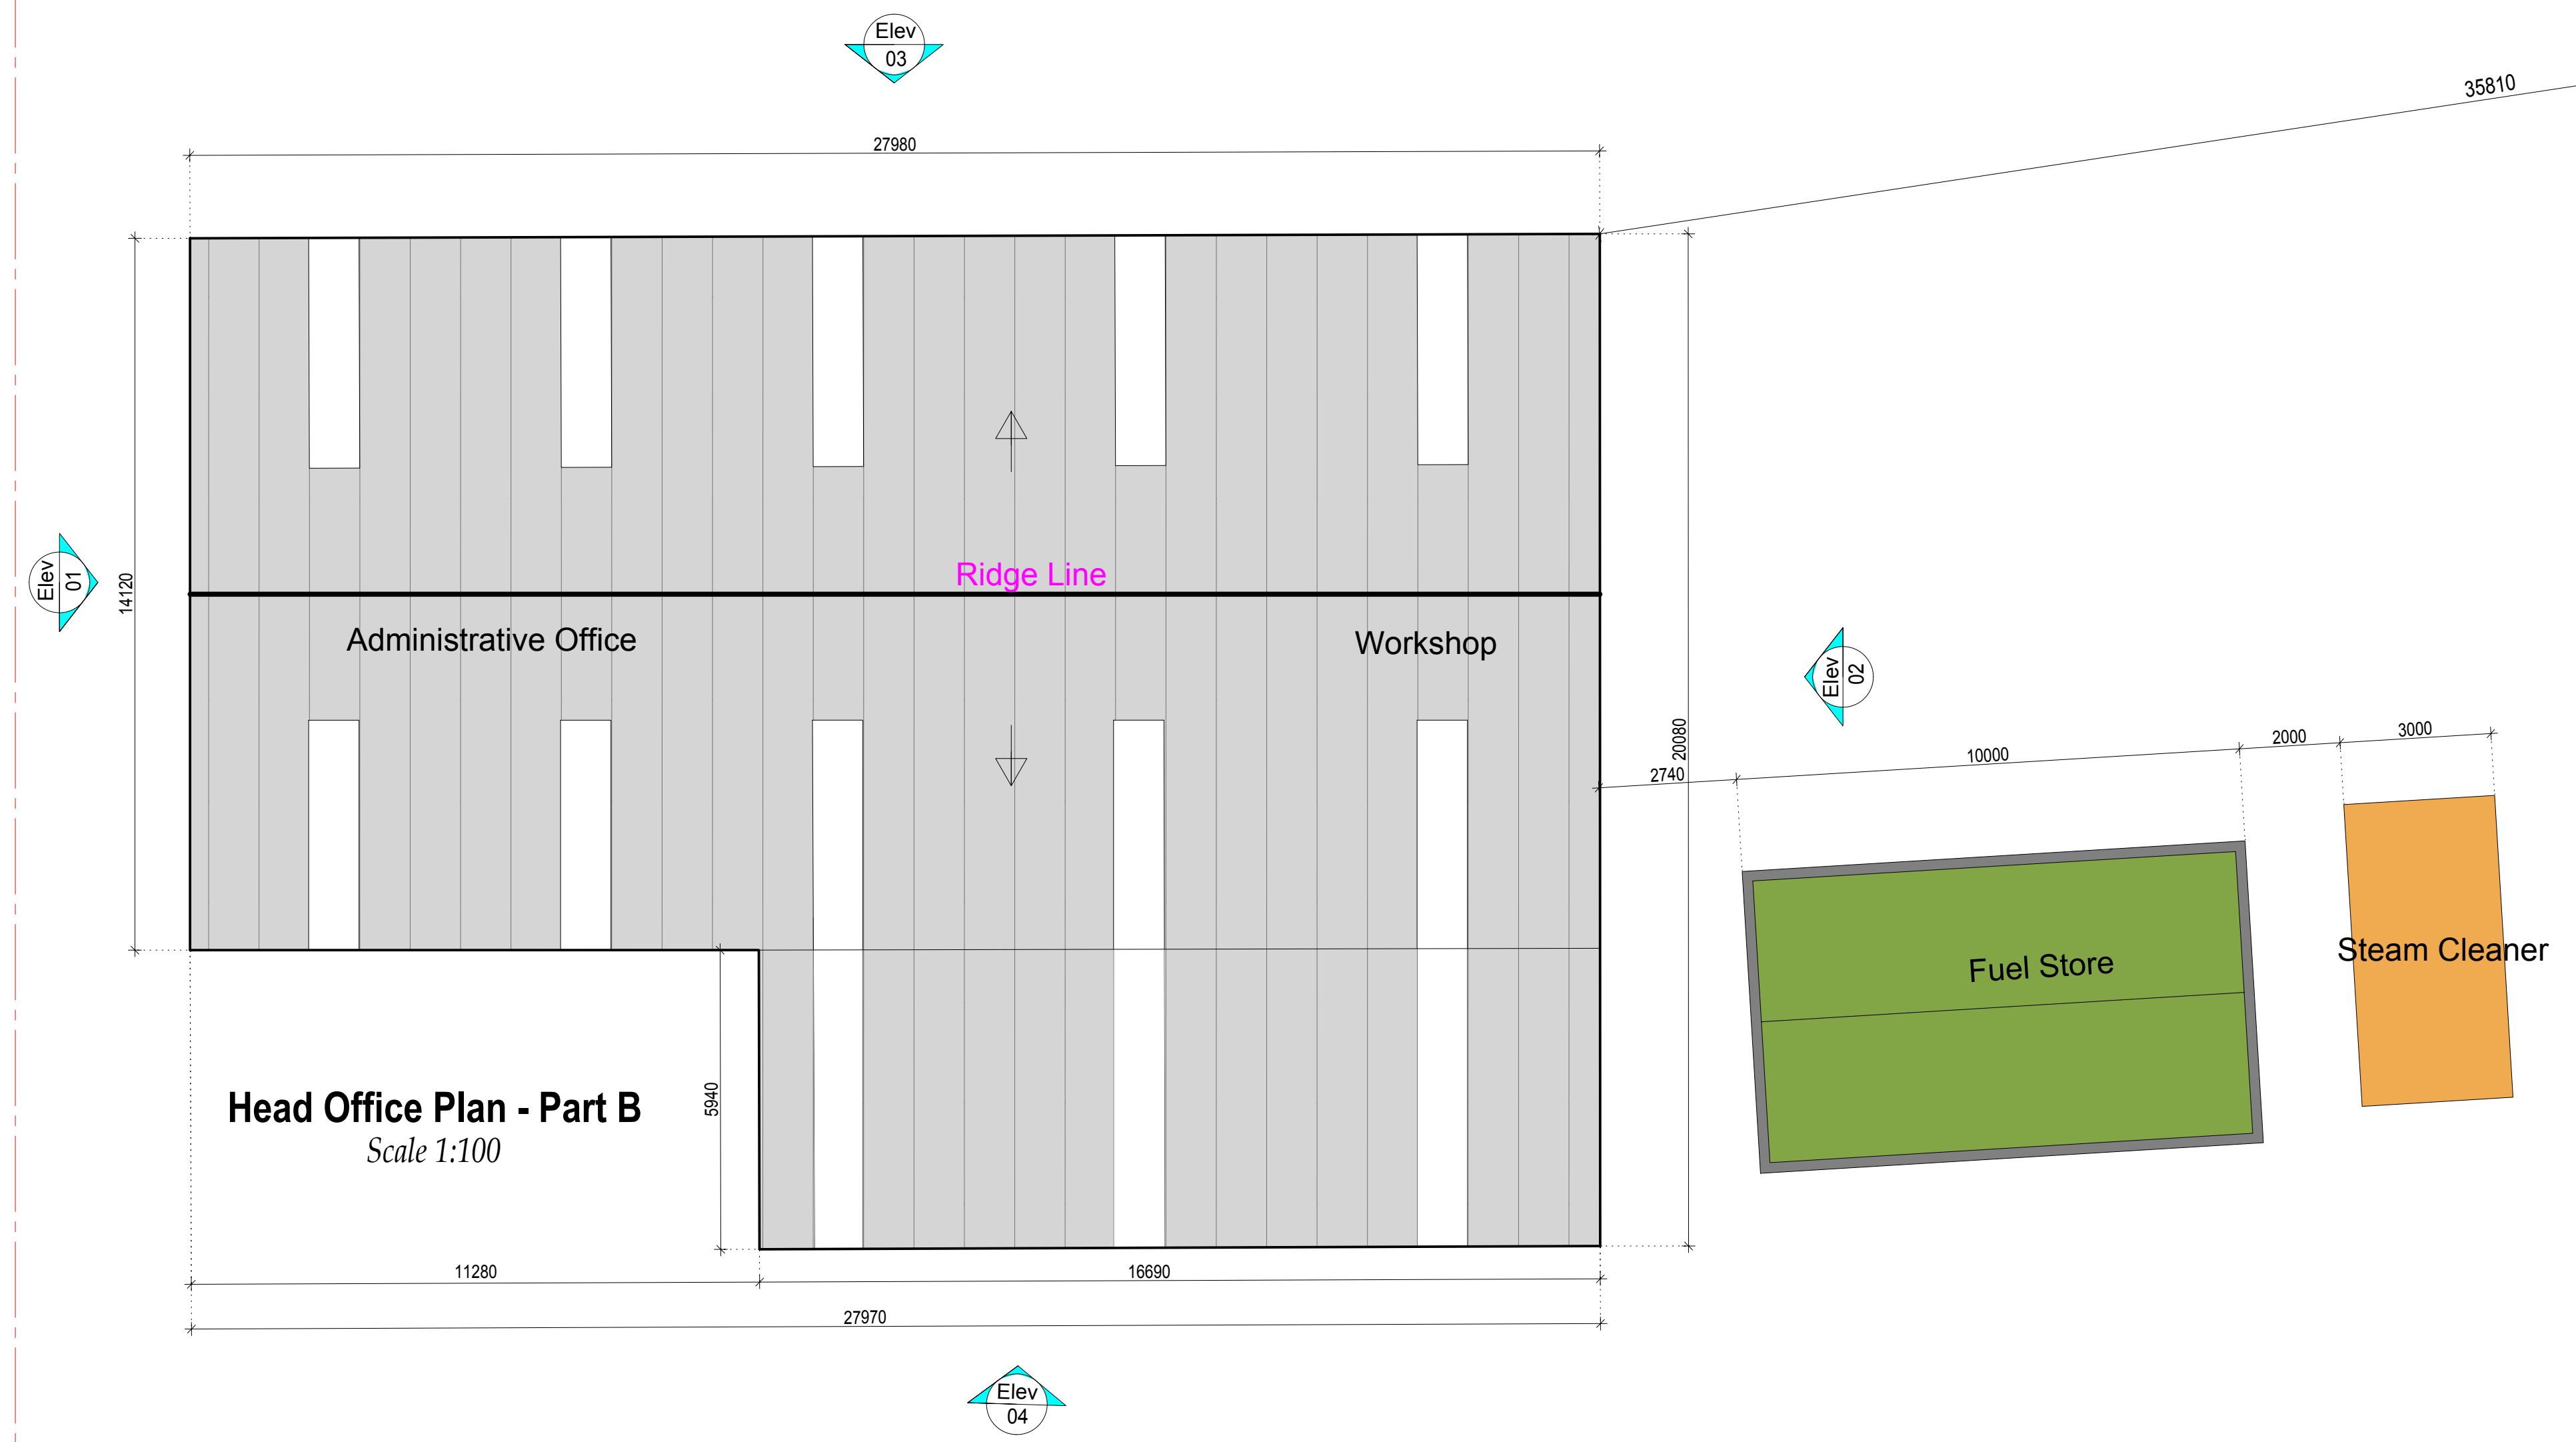 Elev
03
35810
27980
Elev
01
14120
Ridge Line
Administrative Office
Workshop
Elev
02
20080
2740
10000
2000
3000
Fuel Store
Steam Cleaner
Head Office Plan - Part B
Scale 1:100
5940
11280
16690
27970
Elev
04